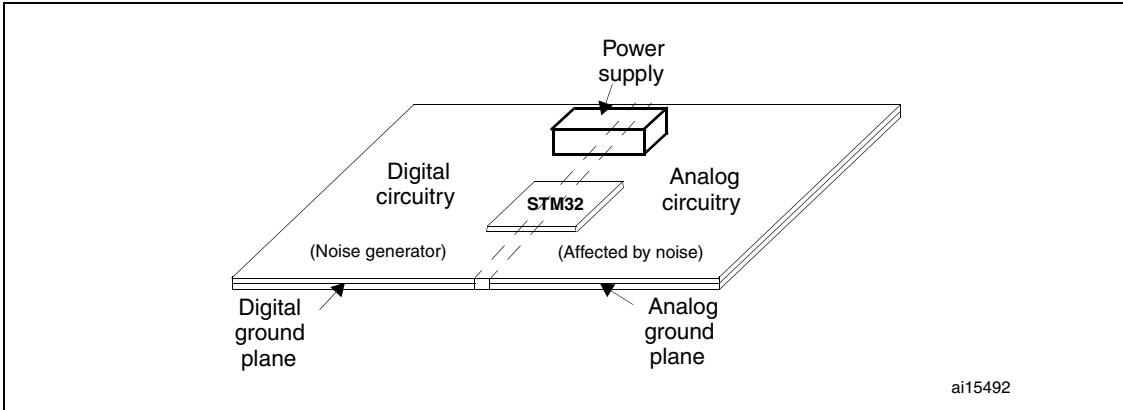 Power
supply
Digital
circuitry
Analog
circuitry
STM32
(Noise generator)
(Affected by noise)
Digital
ground
plane
Analog
ground
plane
ai15492